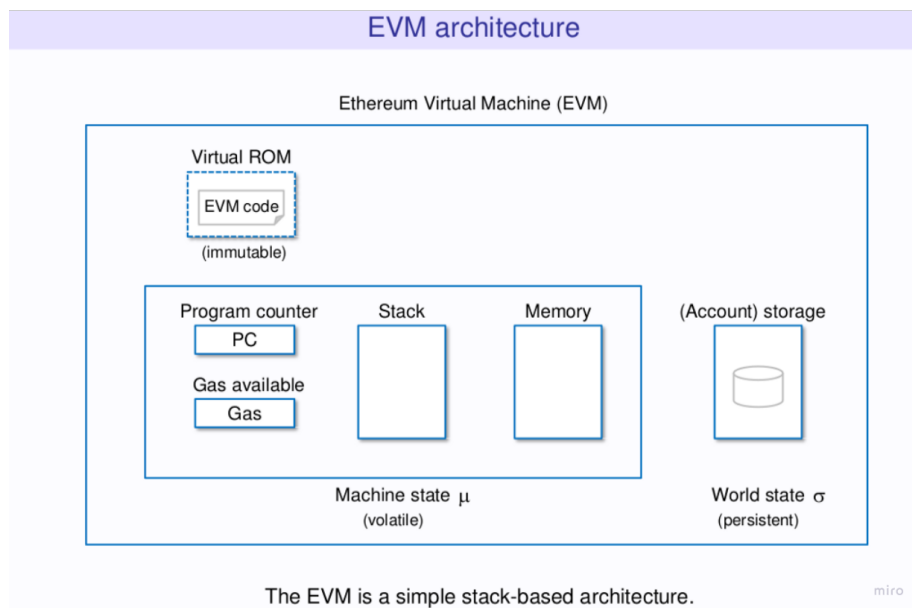 EVM architecture
Ethereum Virtual Machine (EVM)
Virtual ROM
EVM code
(immutable)
Program counter
PC
Gas available
Gas
Stack
Memory
(Account) storage
Machine state μ
(volatile)
World state σ
(persistent)
The EVM is a simple stack-based architecture.
miro